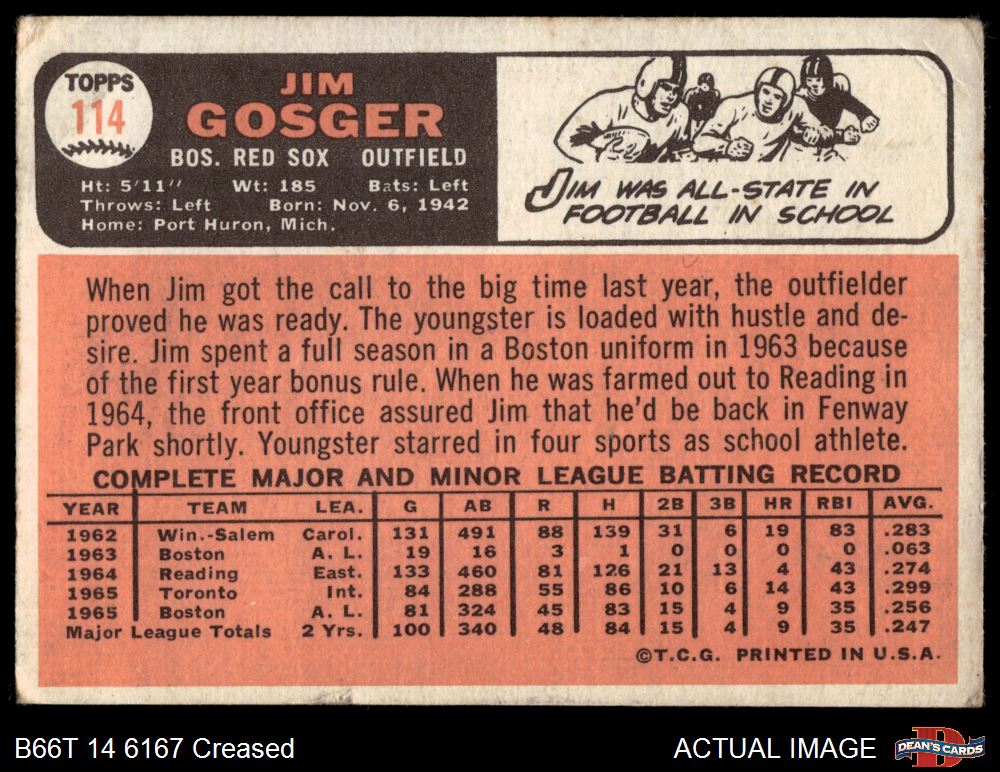 TOPPS
114
JIM
GOSGER
BOS. RED SOX OUTFIELD
Ht: 5'11" Wt: 185 Bats: Left
Throws: Left Born: Nov. 6, 1942
Home: Port Huron, Mich.
JIM WAS ALL-STATE IN
FOOTBALL IN SCHOOL
When Jim got the call to the big time last year, the outfielder
proved he was ready. The youngster is loaded with hustle and de-
sire. Jim spent a full season in a Boston uniform in 1963 because
of the first year bonus rule. When he was farmed out to Reading in
1964, the front office assured Jim that he'd be back in Fenway
Park shortly. Youngster starred in four sports as school athlete.
COMPLETE MAJOR AND MINOR LEAGUE BATTING RECORD
YEAR TEAM LEA. G AB R H 2B 3B HR RBI AVG.
1962 Win.-Salem Carol. 131 491 88 139 31 6 19 83 .283
1963 Boston A. L. 19 16 3 1 0 0 0 0 .063
1964 Reading East. 133 460 81 126 21 13 4 43 .274
1965 Toronto Int. 84 288 55 86 10 6 14 43 .299
1965 Boston A. L. 81 324 45 83 15 4 9 35 .256
Major League Totals 2 Yrs. 100 340 48 84 15 4 9 35 .247
©T.C.G. PRINTED IN U.S.A.
B66T 14 6167 Creased
ACTUAL IMAGE
DEAN'S CARDS